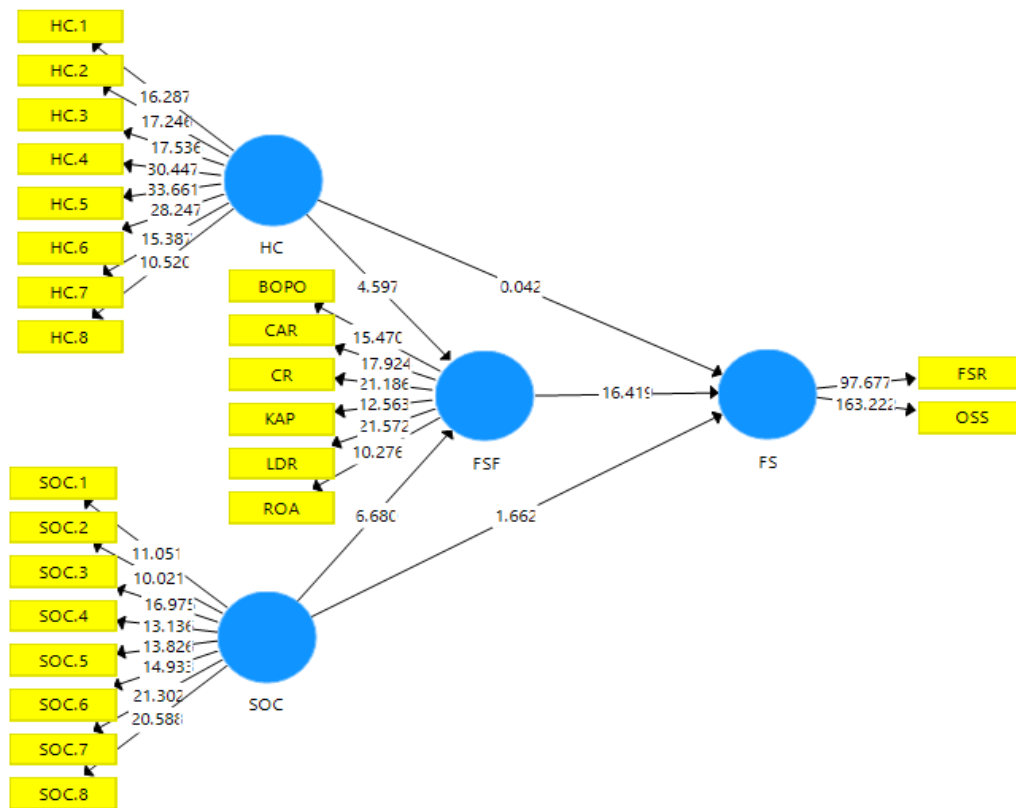 HC.1
HC.2
HC.3
HC.4
HC.5
HC.6
HC.7
HC.8
16.287
17.246
17.536
30.447
33.661
28.247
15.387
10.520
HC
4.597
0.042
BOPO
CAR
CR
KAP
LDR
ROA
15.470
17.924
21.186
12.563
21.572
10.276
FSF
16.419
FS
97.677
163.222
FSR
OSS
6.680
1.662
SOC.1
SOC.2
SOC.3
SOC.4
SOC.5
SOC.6
SOC.7
SOC.8
11.051
10.021
16.975
13.136
13.826
14.933
21.302
20.588
SOC